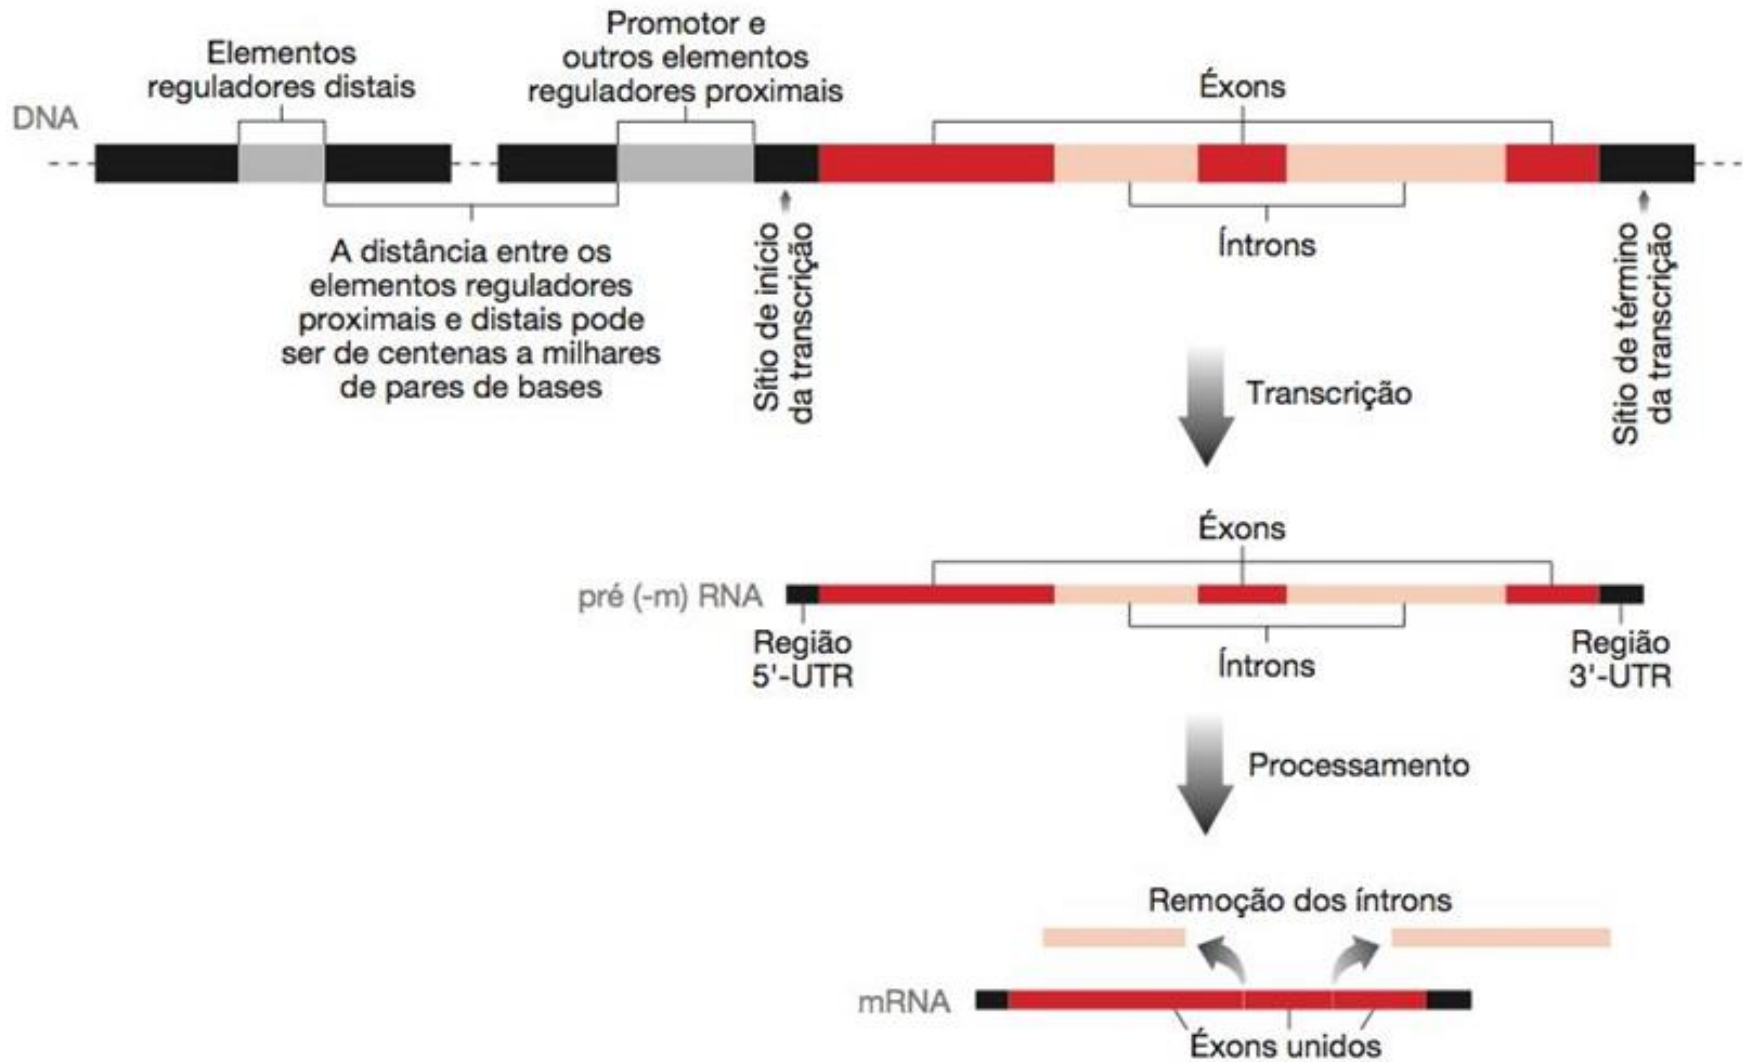 Elementos
reguladores distais
Promotor e
outros elementos
reguladores proximais
Éxons
DNA
A distância entre os
elementos reguladores
proximais e distais pode
ser de centenas a milhares
de pares de bases
Sítio de início
da transcrição
Íntrons
Sítio de término
da transcrição
Transcrição
Éxons
pré (-m) RNA
Região
5'-UTR
Íntrons
Região
3'-UTR
Processamento
Remoção dos íntrons
mRNA
Éxons unidos